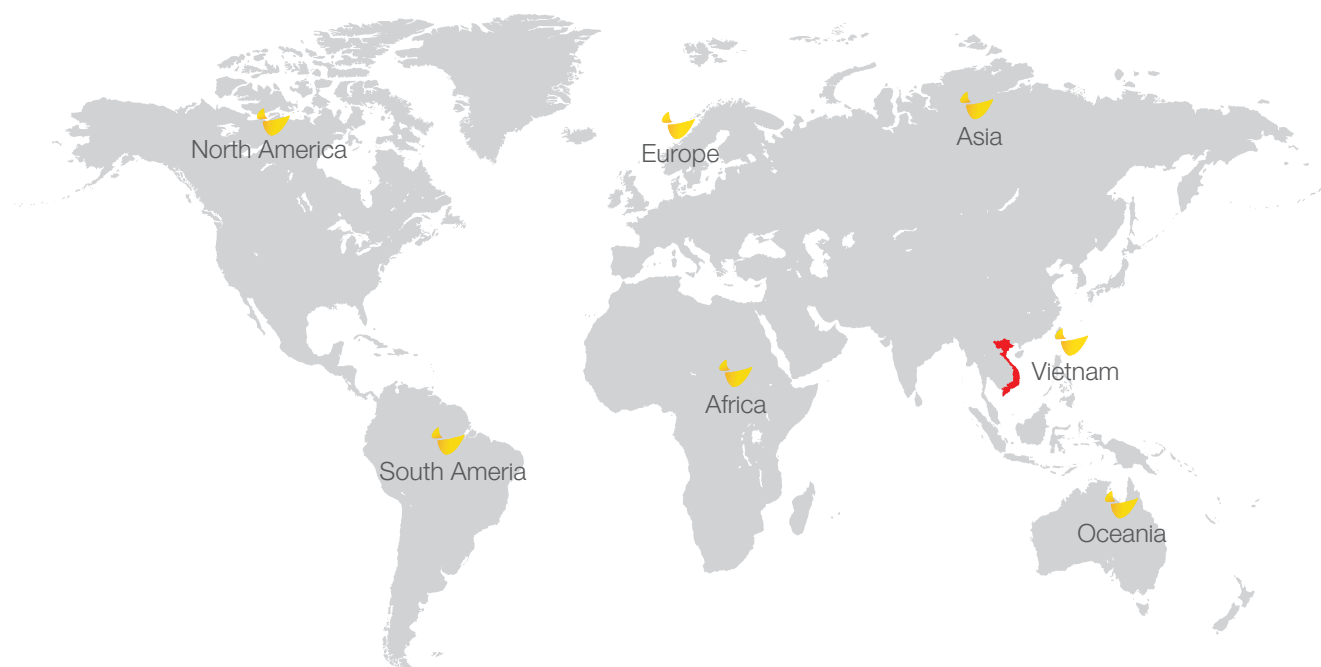 North America
Europe
Asia
Vietnam
Africa
South Ameria
Oceania